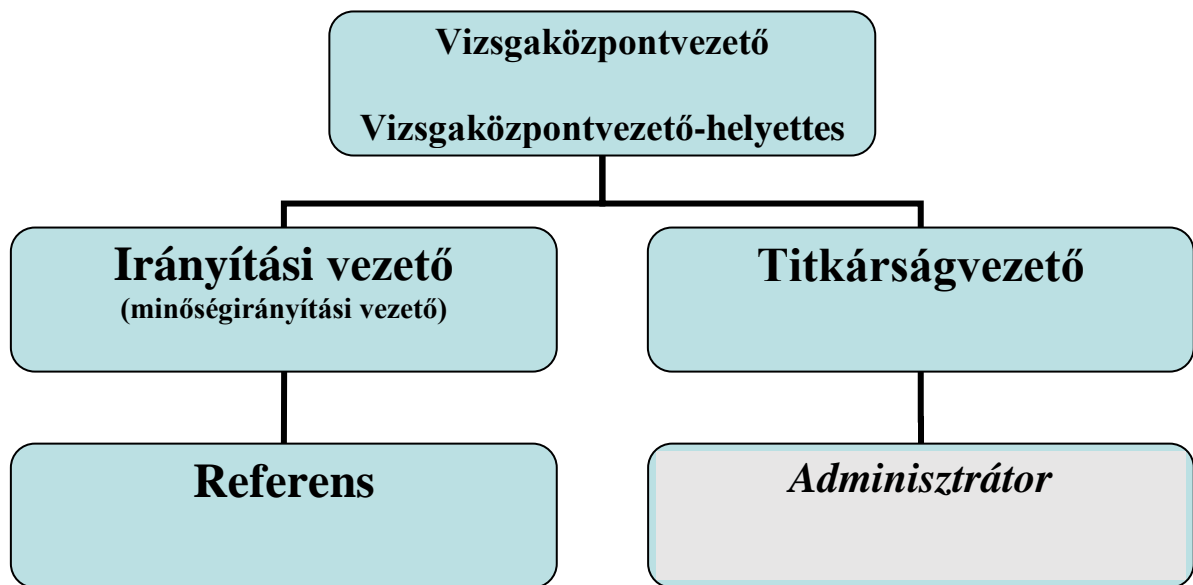 Vizsgaközpontvezető
Vizsgaközpontvezető-helyettes
Irányítási vezető
(minőségirányítási vezető)
Titkárságvezető
Referens
Adminisztrátor